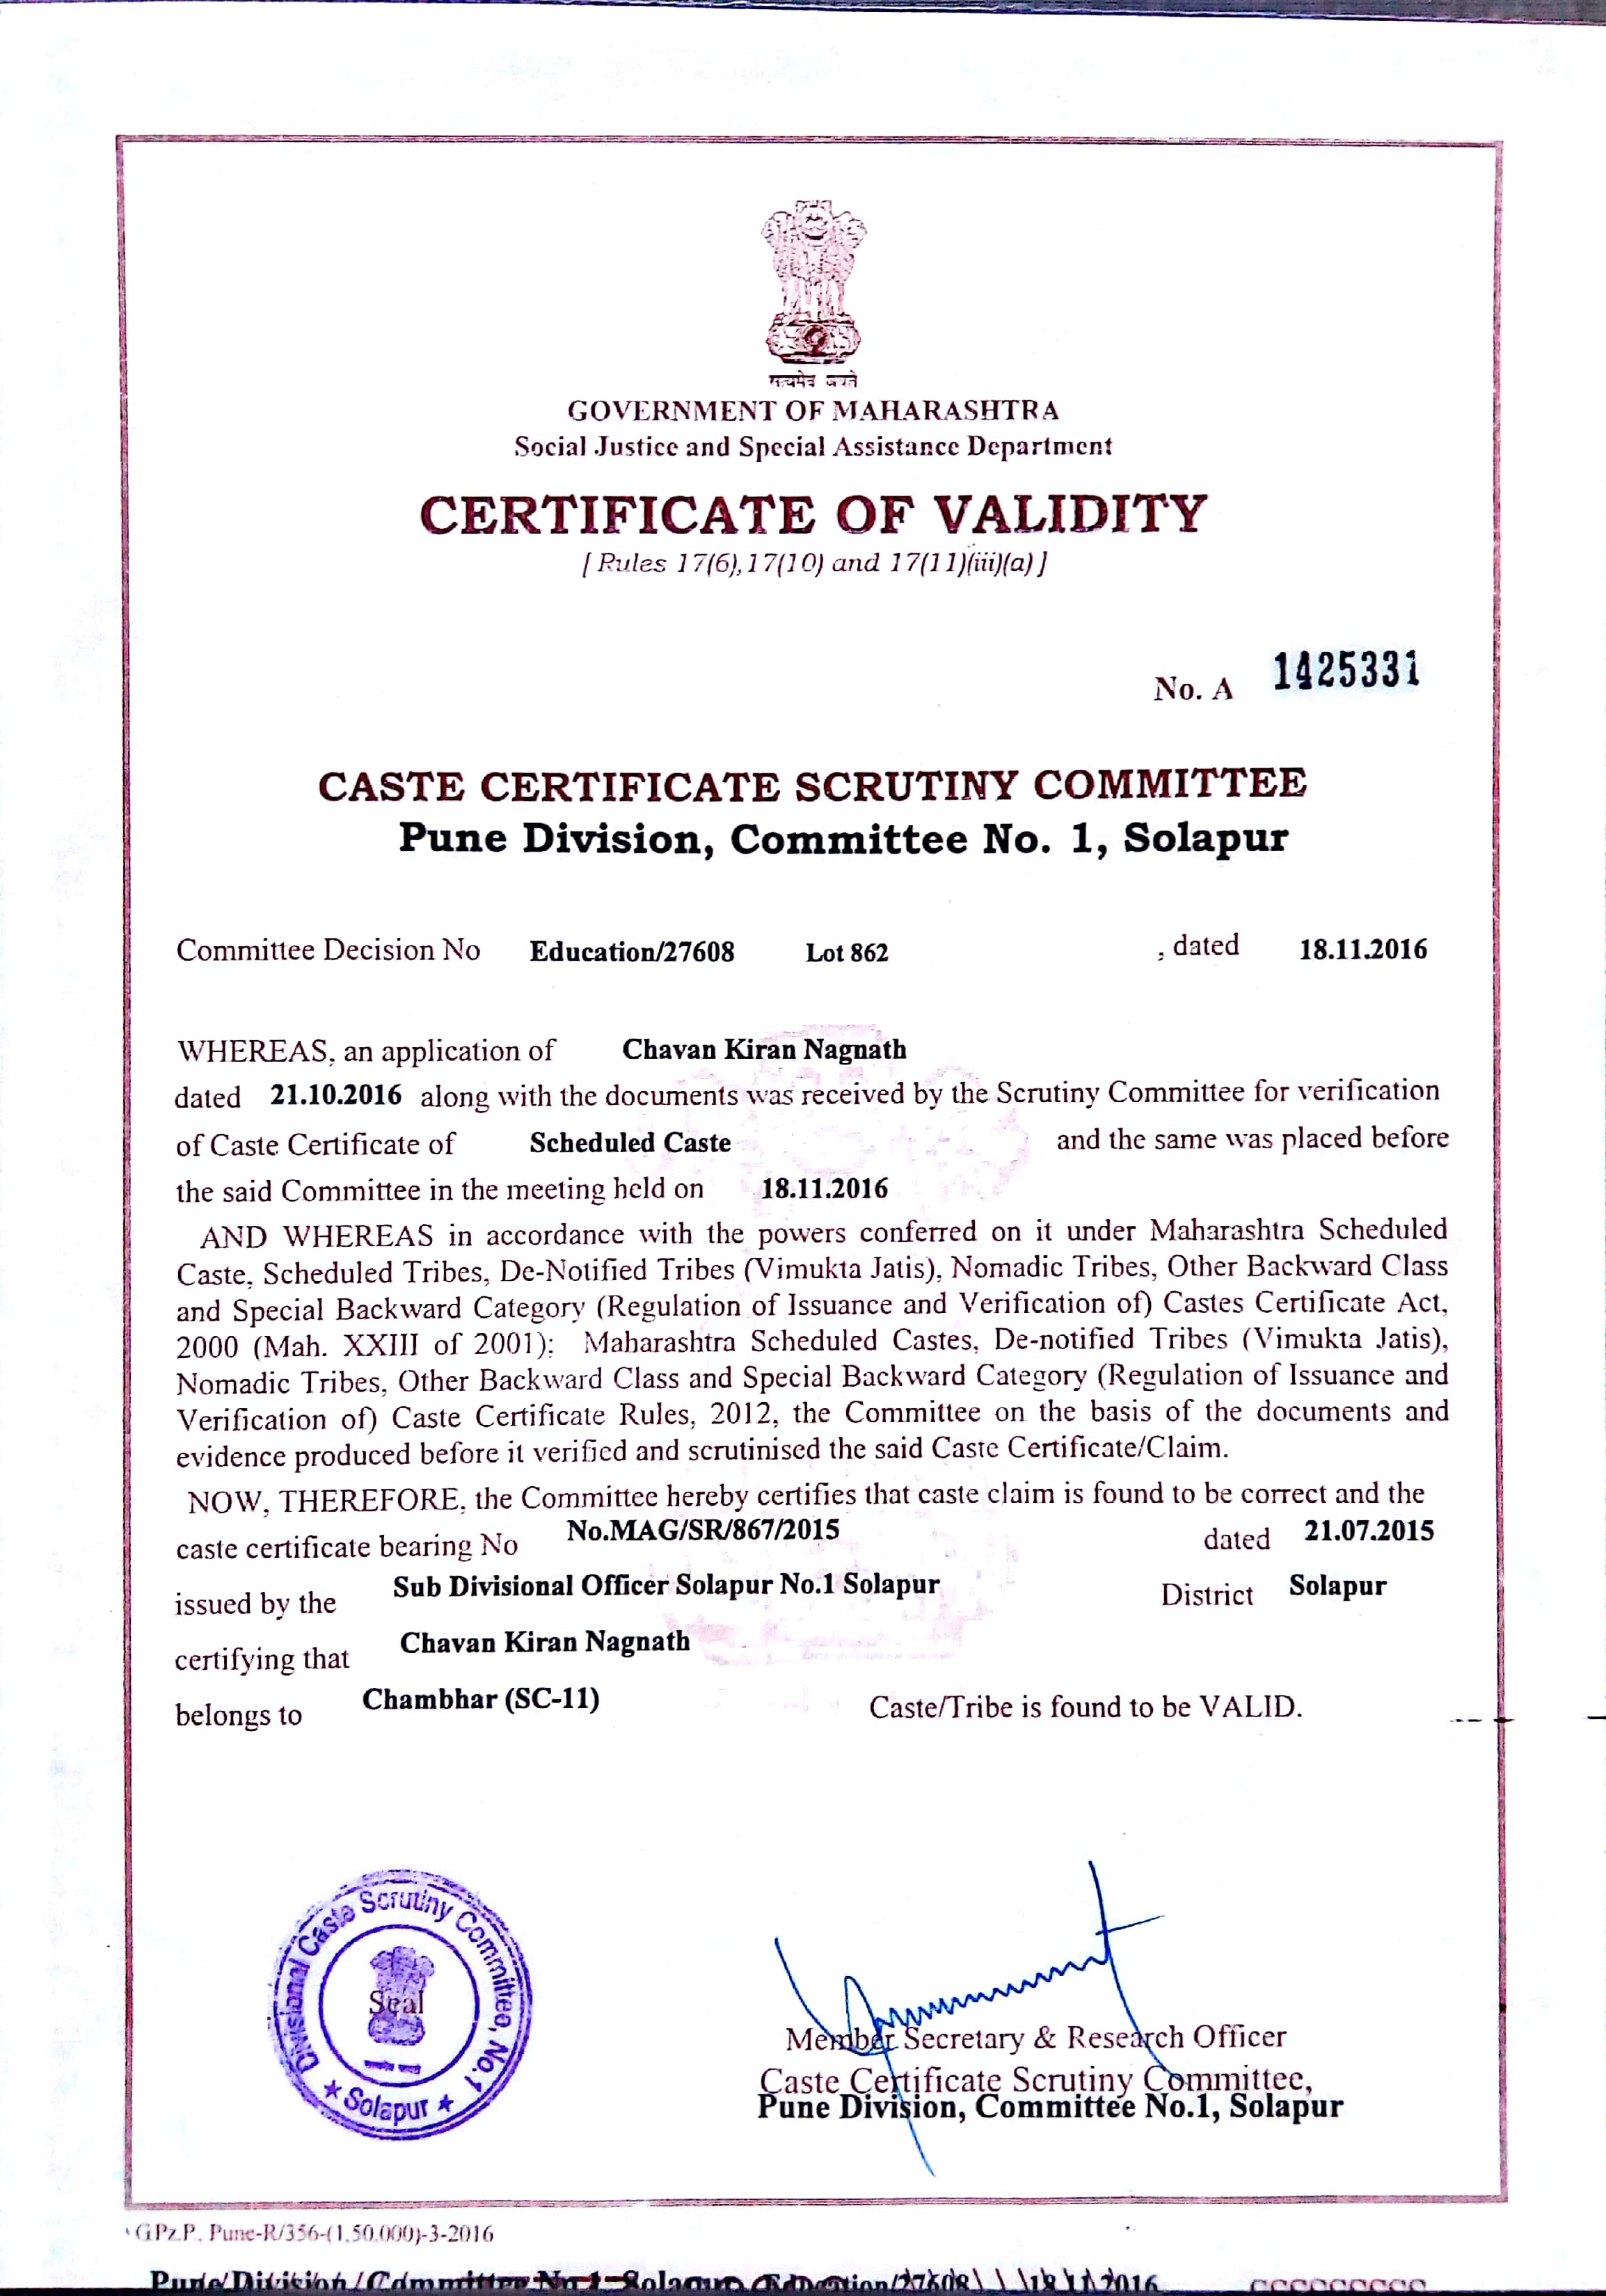 सत्यमेव जयते
GOVERNMENT OF MAHARASHTRA
Social Justice and Special Assistance Department
CERTIFICATE OF VALIDITY
[ Rules 17(6),17(10) and 17(11)(iii)(a) ]
No. A 1425331
CASTE CERTIFICATE SCRUTINY COMMITTEE
Pune Division, Committee No. 1, Solapur
Committee Decision No Education/27608 Lot 862 , dated 18.11.2016
WHEREAS, an application of Chavan Kiran Nagnath
dated 21.10.2016 along with the documents was received by the Scrutiny Committee for verification
of Caste Certificate of Scheduled Caste and the same was placed before
the said Committee in the meeting held on 18.11.2016
AND WHEREAS in accordance with the powers conferred on it under Maharashtra Scheduled
Caste, Scheduled Tribes, De-Notified Tribes (Vimukta Jatis), Nomadic Tribes, Other Backward Class
and Special Backward Category (Regulation of Issuance and Verification of) Castes Certificate Act,
2000 (Mah. XXIII of 2001); Maharashtra Scheduled Castes, De-notified Tribes (Vimukta Jatis),
Nomadic Tribes, Other Backward Class and Special Backward Category (Regulation of Issuance and
Verification of) Caste Certificate Rules, 2012, the Committee on the basis of the documents and
evidence produced before it verified and scrutinised the said Caste Certificate/Claim.
NOW, THEREFORE, the Committee hereby certifies that caste claim is found to be correct and the
caste certificate bearing No No.MAG/SR/867/2015 dated 21.07.2015
issued by the Sub Divisional Officer Solapur No.1 Solapur District Solapur
certifying that Chavan Kiran Nagnath
belongs to Chambhar (SC-11) Caste/Tribe is found to be VALID.
Divisional Caste Scrutiny Committee, No.1
Seal
★ Solapur ★
Member Secretary & Research Officer
Caste Certificate Scrutiny Committee,
Pune Division, Committee No.1, Solapur
G.P.Z.P. Pune-R/356-(1,50,000)-3-2016
Pune Division / Committee No 1 Solapur Education/27608 18 11 2016